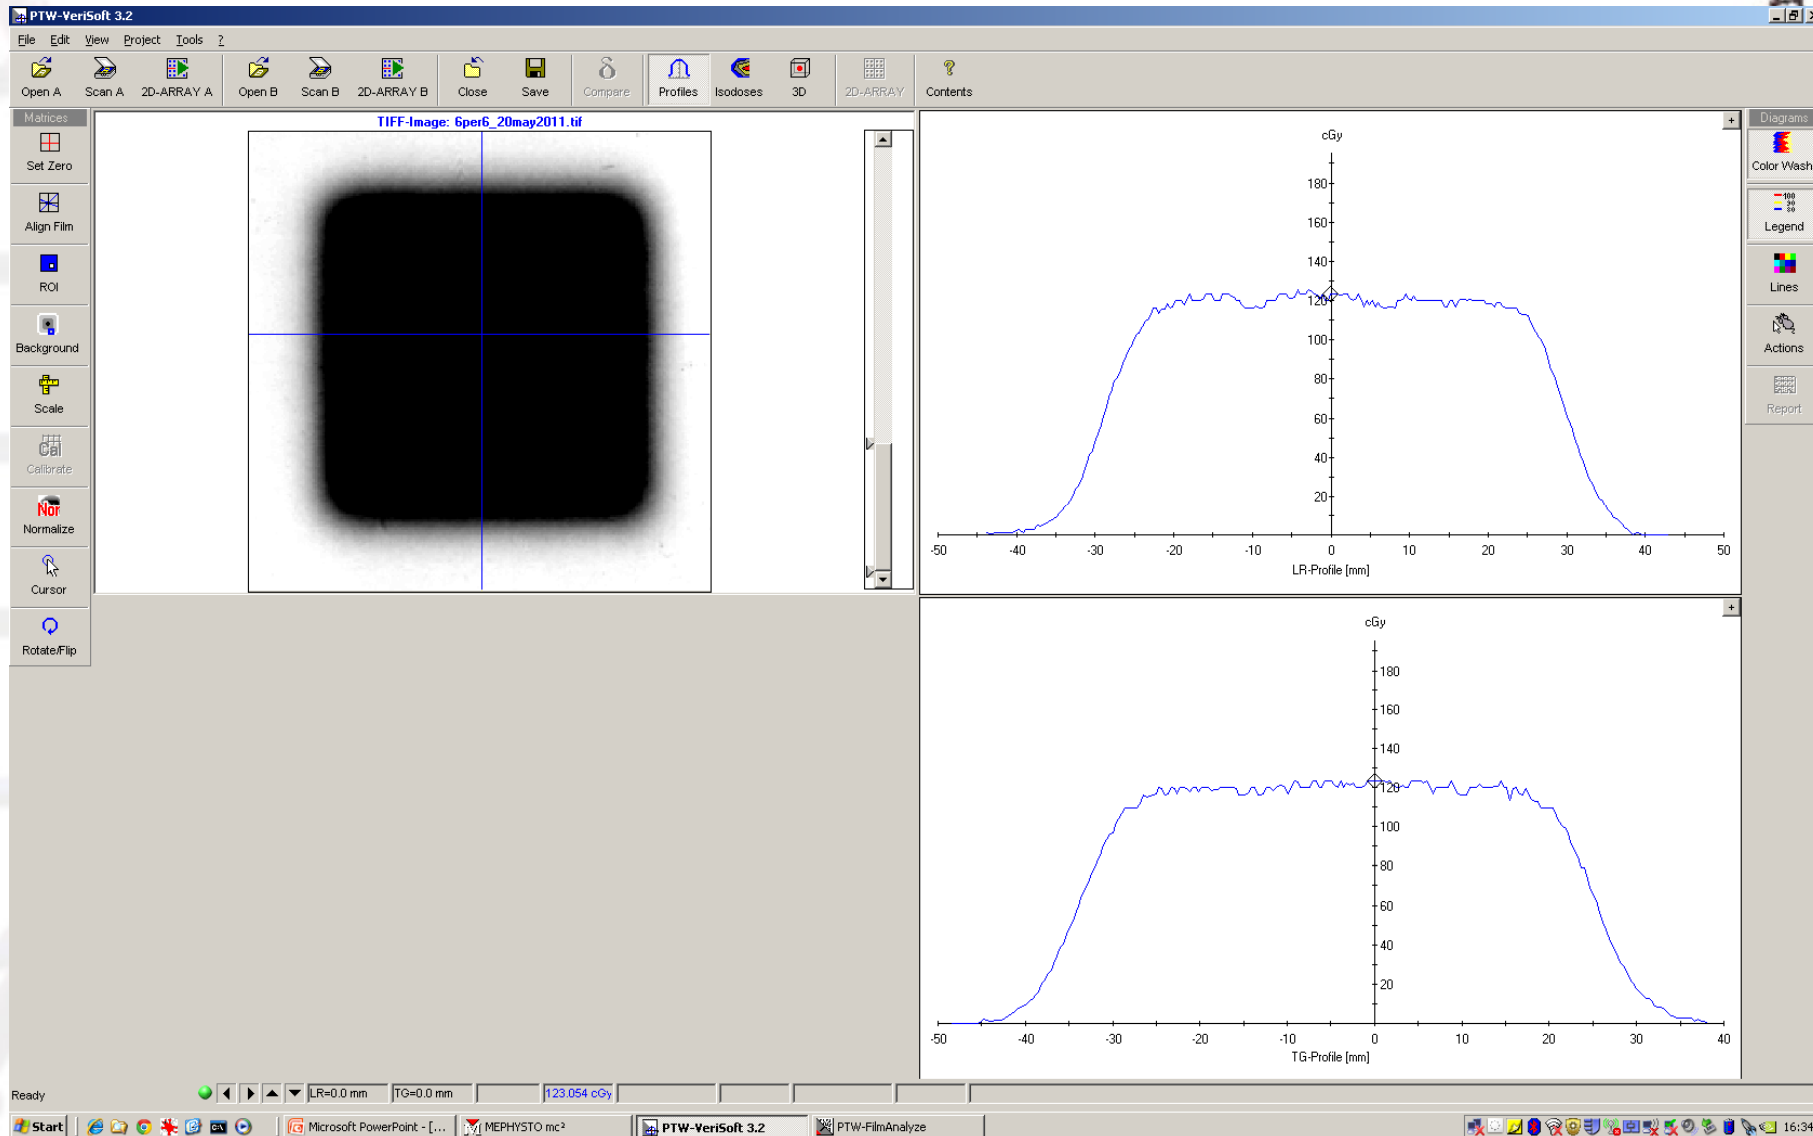 PTW-VeriSoft 3.2
File Edit View Project Tools ?
Open A Scan A 2D-ARRAY A Open B Scan B 2D-ARRAY B Close Save Compare Profiles Isodoses 3D 2D-ARRAY Contents
Matrices
Set Zero
Align Film
ROI
Background
Scale
Cal
Calibrate
Nor
Normalize
Cursor
Rotate/Flip
TIFF-Image: 6per6_20may2011.tif
cGy
180
160
140
120
100
80
60
40
20
-50 -40 -30 -20 -10 0 10 20 30 40 50
LR-Profile [mm]
cGy
180
160
140
120
100
80
60
40
20
-50 -40 -30 -20 -10 0 10 20 30 40
TG-Profile [mm]
Diagrams
Color Wash
Legend
Lines
Actions
Report
Ready LR=0.0 mm TG=0.0 mm 123.054 cGy
Start Microsoft PowerPoint - [... MEPHYSTO mc² PTW-VeriSoft 3.2 PTW-FilmAnalyze 16:34